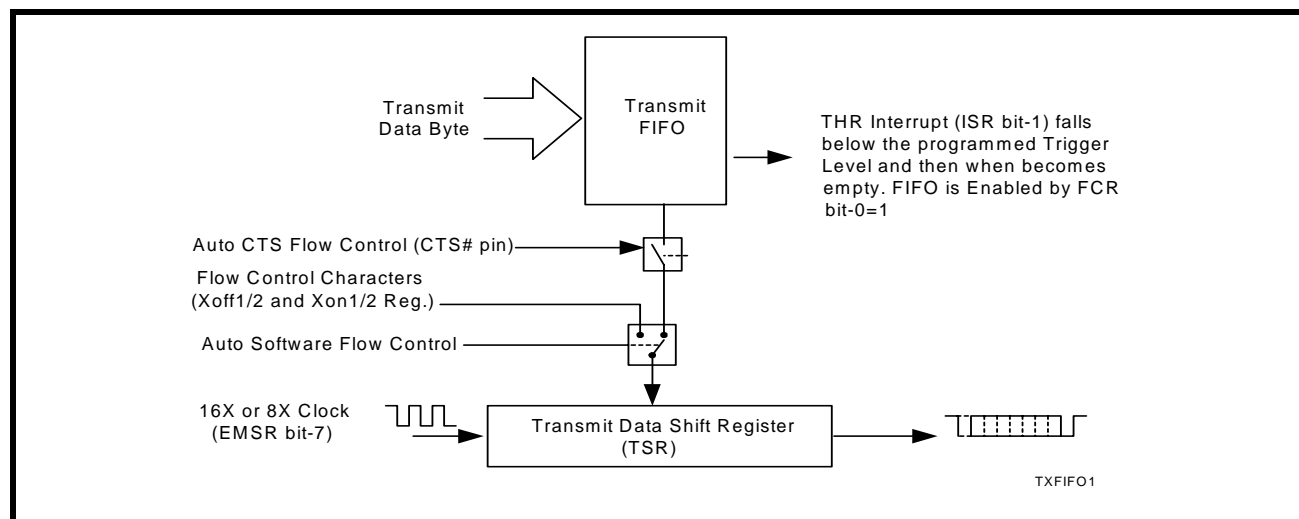 Transmit
FIFO
Transmit
Data Byte
THR Interrupt (ISR bit-1) falls
below the programmed Trigger
Level and then when becomes
empty. FIFO is Enabled by FCR
bit-0=1
Auto CTS Flow Control (CTS# pin)
Flow Control Characters
(Xoff1/2 and Xon1/2 Reg.)
Auto Software Flow Control
16X or 8X Clock
(EMSR bit-7)
Transmit Data Shift Register
(TSR)
TXFIFO1